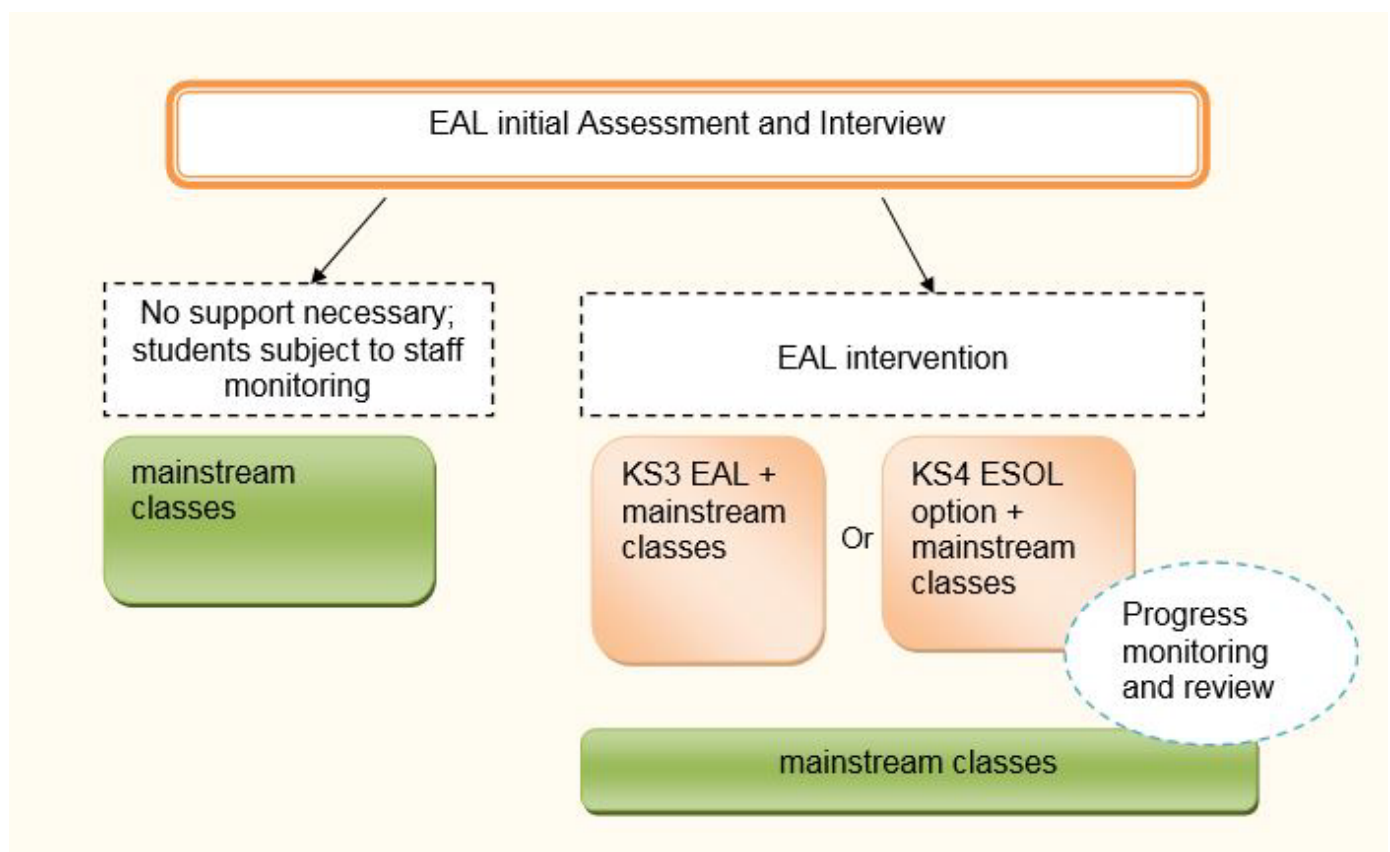 EAL initial Assessment and Interview
No support necessary;
students subject to staff
monitoring
EAL intervention
mainstream
classes
KS3 EAL +
mainstream
classes
Or
KS4 ESOL
option +
mainstream
classes
Progress
monitoring
and review
mainstream classes